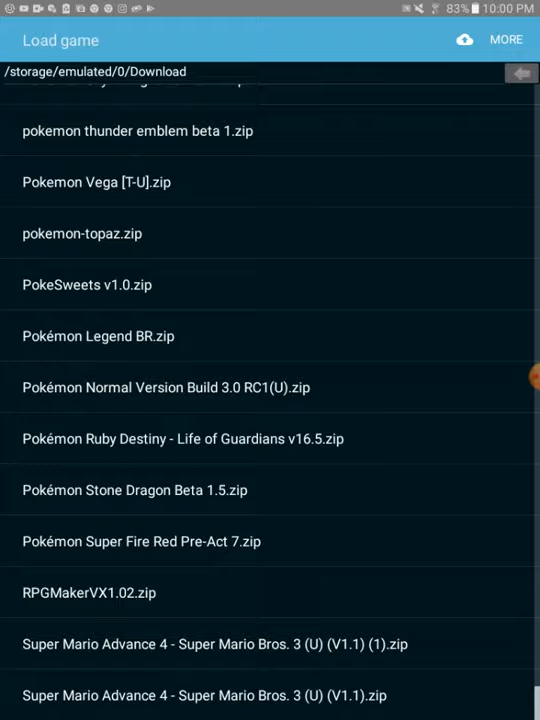 83% 10:00 PM
Load game
MORE
/storage/emulated/0/Download
pokemon thunder emblem beta 1.zip
Pokemon Vega [T-U].zip
pokemon-topaz.zip
PokeSweets v1.0.zip
Pokémon Legend BR.zip
Pokémon Normal Version Build 3.0 RC1(U).zip
Pokémon Ruby Destiny - Life of Guardians v16.5.zip
Pokémon Stone Dragon Beta 1.5.zip
Pokémon Super Fire Red Pre-Act 7.zip
RPGMakerVX1.02.zip
Super Mario Advance 4 - Super Mario Bros. 3 (U) (V1.1) (1).zip
Super Mario Advance 4 - Super Mario Bros. 3 (U) (V1.1).zip